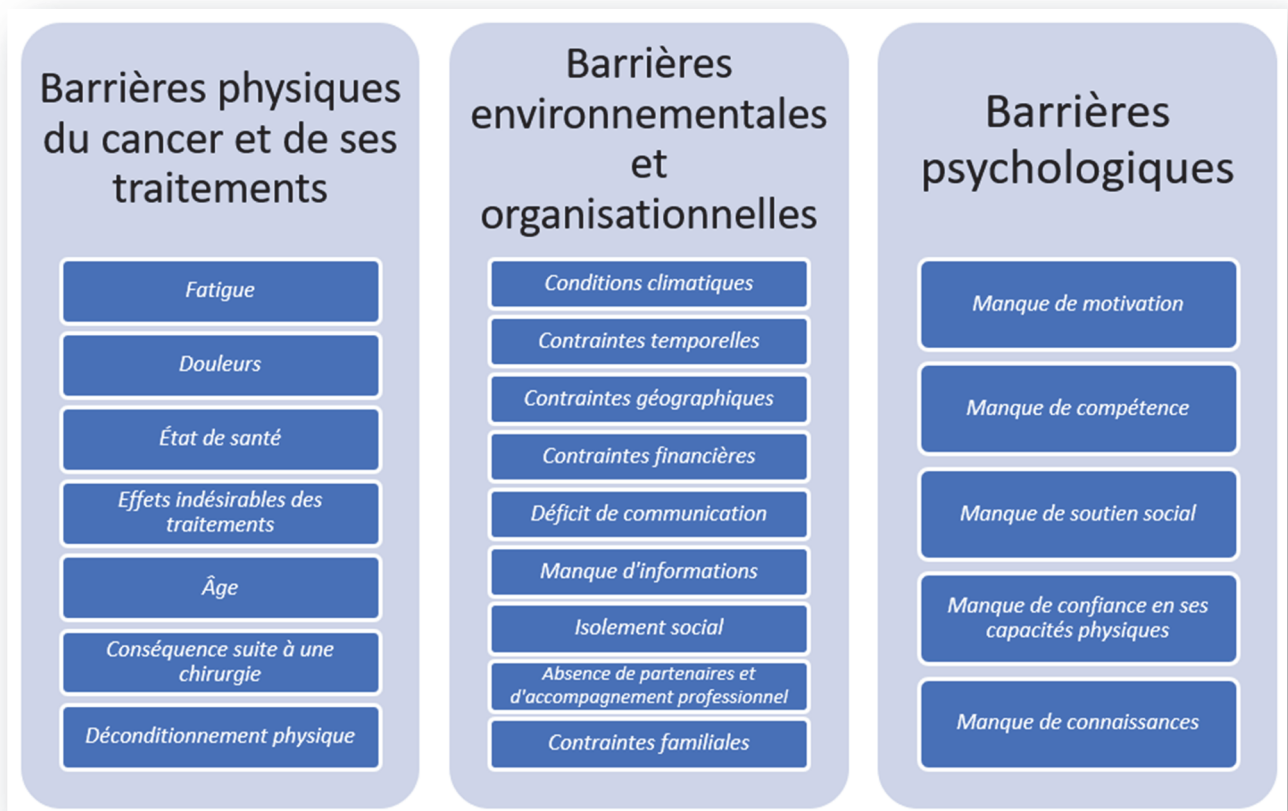 Barrières physiques
du cancer et de ses
traitements
Fatigue
Douleurs
État de santé
Effets indésirables des
traitements
Âge
Conséquence suite à une
chirurgie
Déconditionnement physique
Barrières
environnementales
et
organisationnelles
Conditions climatiques
Contraintes temporelles
Contraintes géographiques
Contraintes financières
Déficit de communication
Manque d'informations
Isolement social
Absence de partenaires et
d'accompagnement professionnel
Contraintes familiales
Barrières
psychologiques
Manque de motivation
Manque de compétence
Manque de soutien social
Manque de confiance en ses
capacités physiques
Manque de connaissances